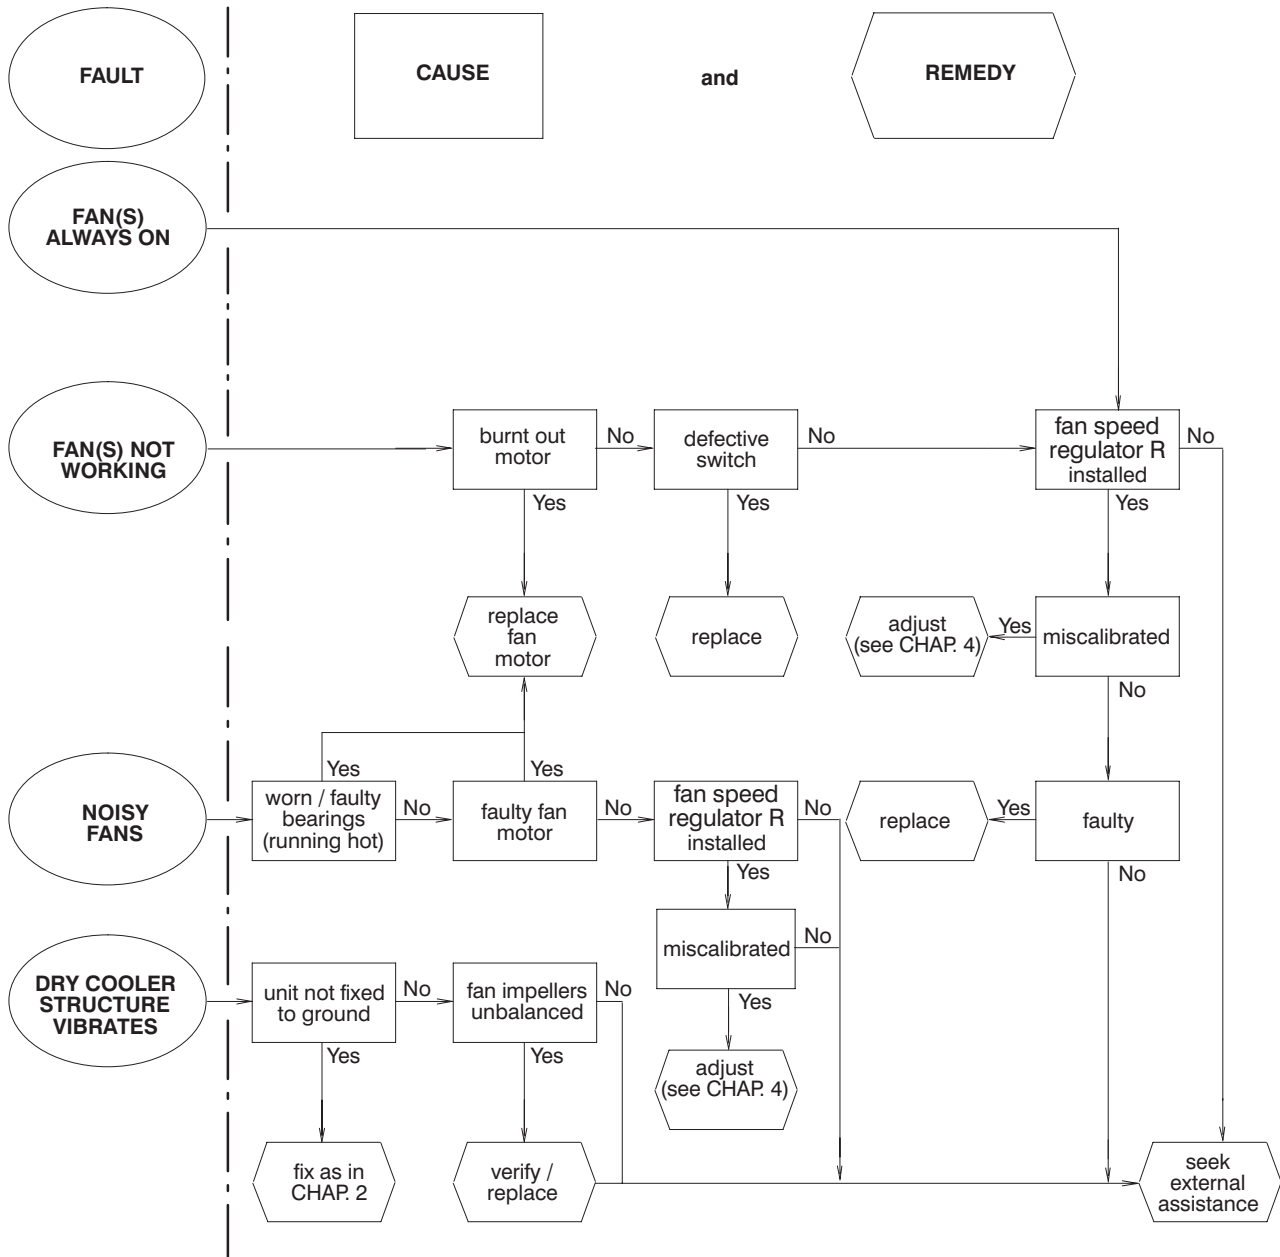 FAULT
CAUSE
and
REMEDY
FAN(S)
ALWAYS ON
FAN(S) NOT
WORKING
burnt out
motor
No
defective
switch
No
fan speed
regulator R
installed
No
Yes
Yes
Yes
replace
fan
motor
replace
adjust
(see CHAP. 4)
Yes
miscalibrated
No
Yes
Yes
NOISY
FANS
worn / faulty
bearings
(running hot)
No
faulty fan
motor
No
fan speed
regulator R
installed
No
replace
Yes
faulty
Yes
No
miscalibrated
No
DRY COOLER
STRUCTURE
VIBRATES
unit not fixed
to ground
No
fan impellers
unbalanced
No
Yes
Yes
Yes
adjust
(see CHAP. 4)
fix as in
CHAP. 2
verify /
replace
seek
external
assistance